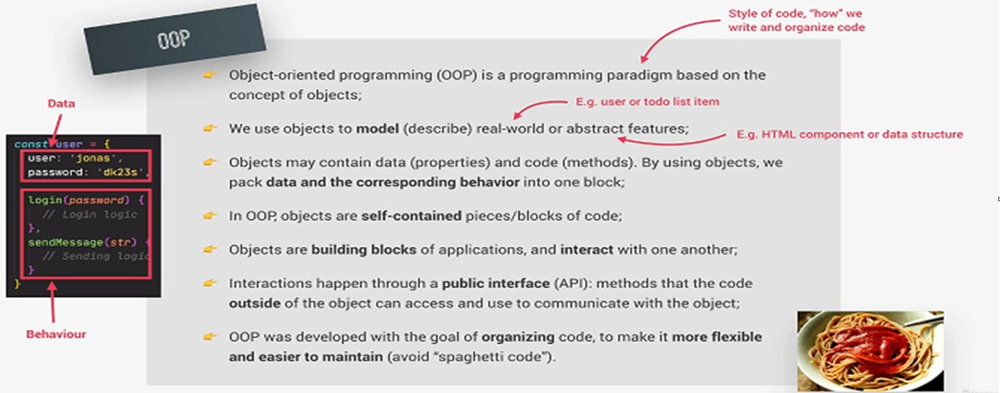 OOP
Style of code, “how” we
write and organize code
👉 Object-oriented programming (OOP) is a programming paradigm based on the
concept of objects;
E.g. user or todo list item
👉 We use objects to model (describe) real-world or abstract features;
E.g. HTML component or data structure
👉 Objects may contain data (properties) and code (methods). By using objects, we
pack data and the corresponding behavior into one block;
👉 In OOP, objects are self-contained pieces/blocks of code;
👉 Objects are building blocks of applications, and interact with one another;
👉 Interactions happen through a public interface (API): methods that the code
outside of the object can access and use to communicate with the object;
👉 OOP was developed with the goal of organizing code, to make it more flexible
and easier to maintain (avoid “spaghetti code”).
Data
const user = {
user: 'jonas',
password: 'dk23s',
login(password) {
// Login logic
},
sendMessage(str) {
// Sending logic
}
}
Behaviour